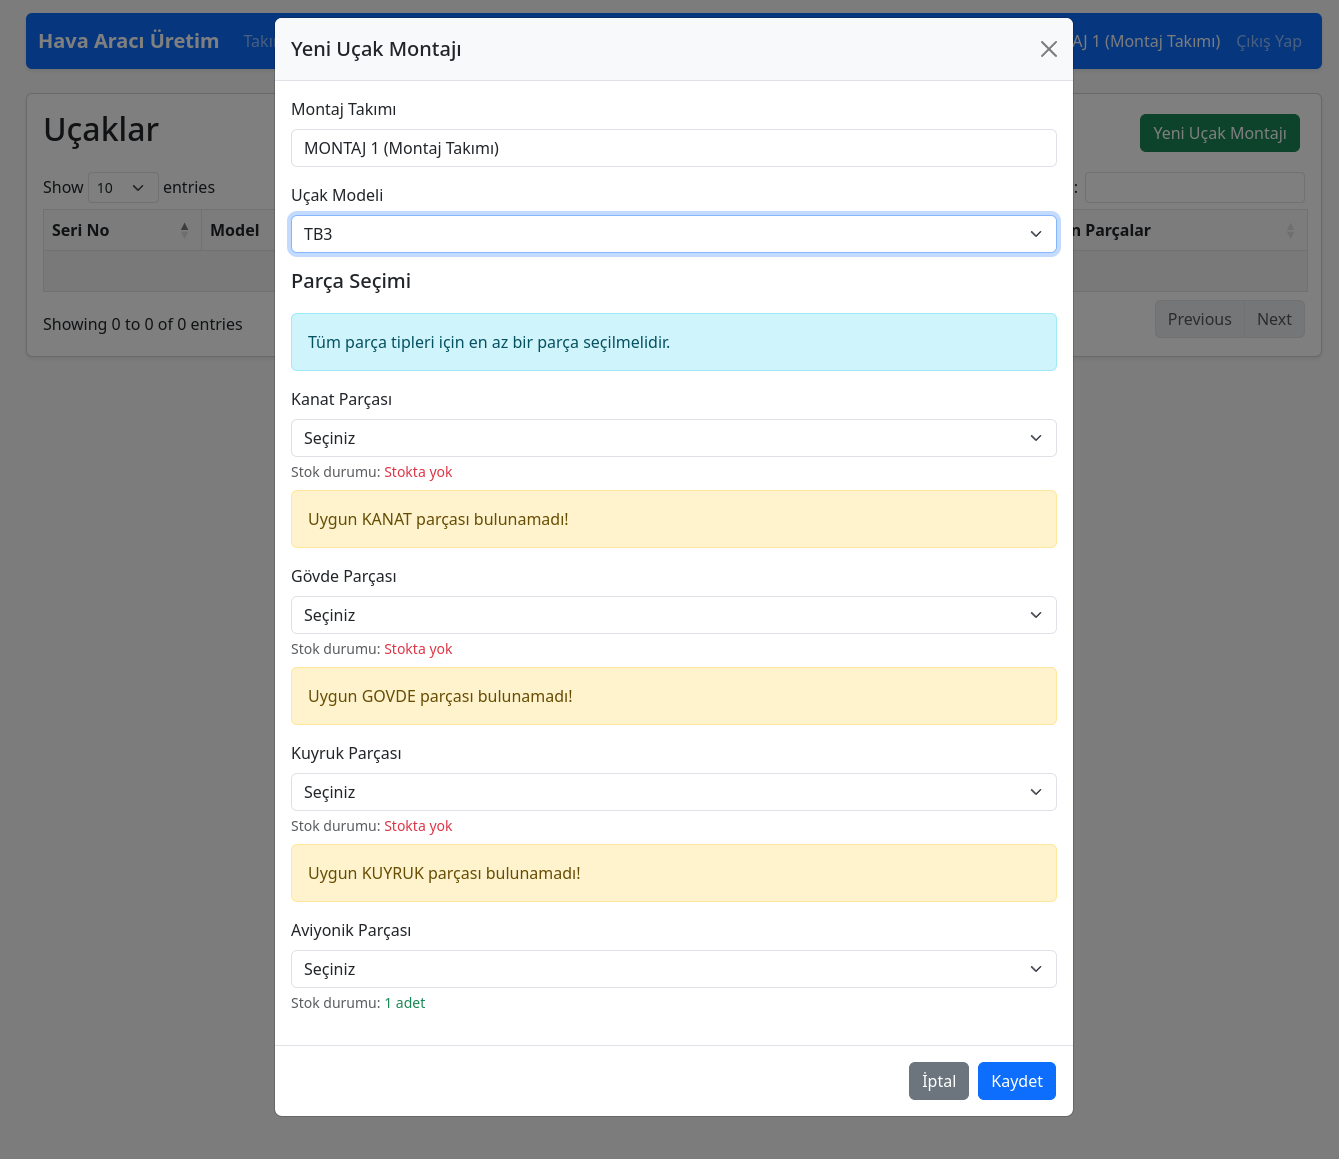 Hava Aracı Üretim
AJ 1 (Montaj Takımı) Çıkış Yap
Uçaklar
Yeni Uçak Montajı
Show 10 entries
:
Seri No Model n Parçalar
Showing 0 to 0 of 0 entries
Previous Next
Yeni Uçak Montajı
Montaj Takımı
MONTAJ 1 (Montaj Takımı)
Uçak Modeli
TB3
Parça Seçimi
Tüm parça tipleri için en az bir parça seçilmelidir.
Kanat Parçası
Seçiniz
Stok durumu: Stokta yok
Uygun KANAT parçası bulunamadı!
Gövde Parçası
Seçiniz
Stok durumu: Stokta yok
Uygun GOVDE parçası bulunamadı!
Kuyruk Parçası
Seçiniz
Stok durumu: Stokta yok
Uygun KUYRUK parçası bulunamadı!
Aviyonik Parçası
Seçiniz
Stok durumu: 1 adet
İptal Kaydet